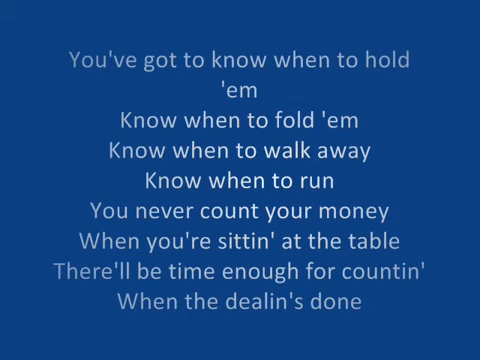 You've got to know when to hold
'em
Know when to fold 'em
Know when to walk away
Know when to run
You never count your money
When you're sittin' at the table
There'll be time enough for countin'
When the dealin's done